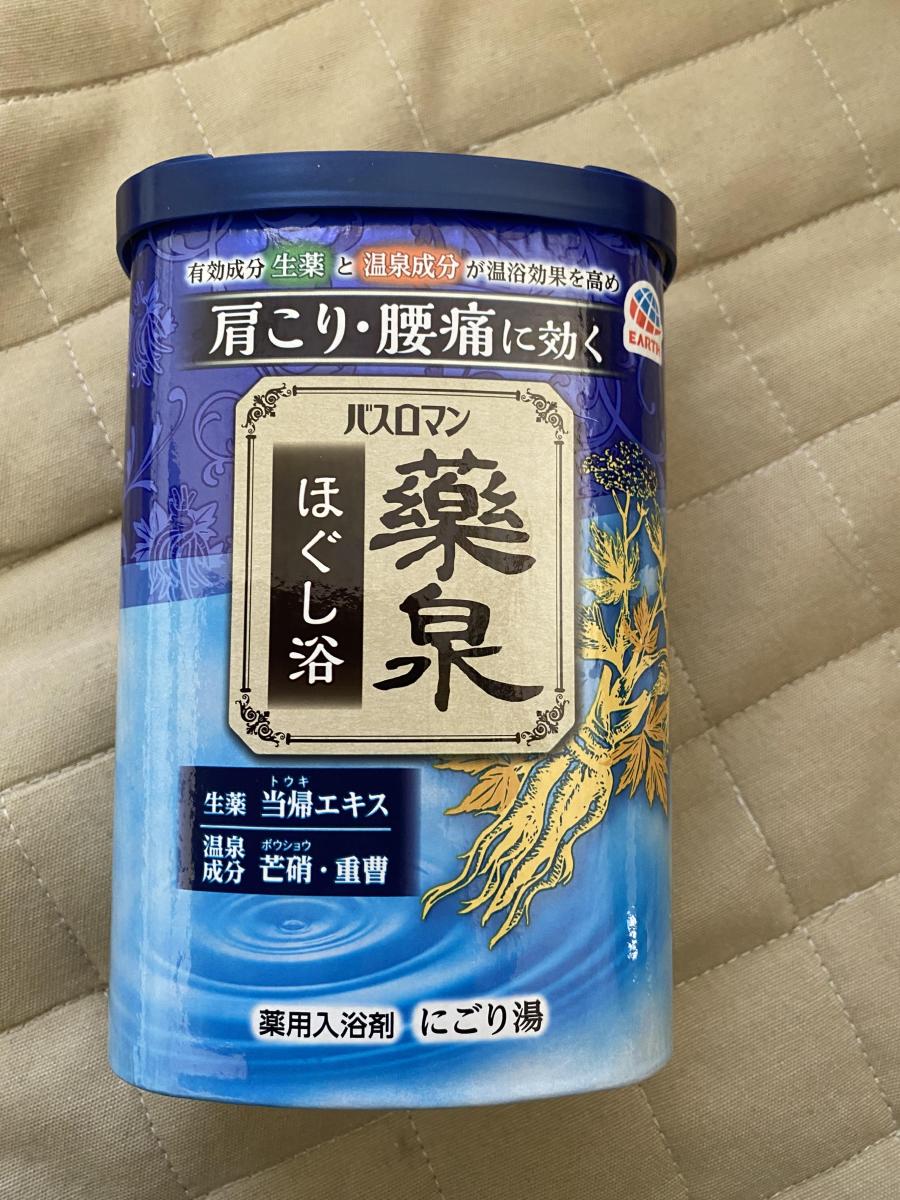 有効成分 生薬 と 温泉成分 が温浴効果を高め
肩こり・腰痛に効く
EARTH
バスロマン
薬泉
ほぐし浴
トウキ
生薬 当帰エキス
ボウショウ
温泉成分 芒硝・重曹
薬用入浴剤 にごり湯